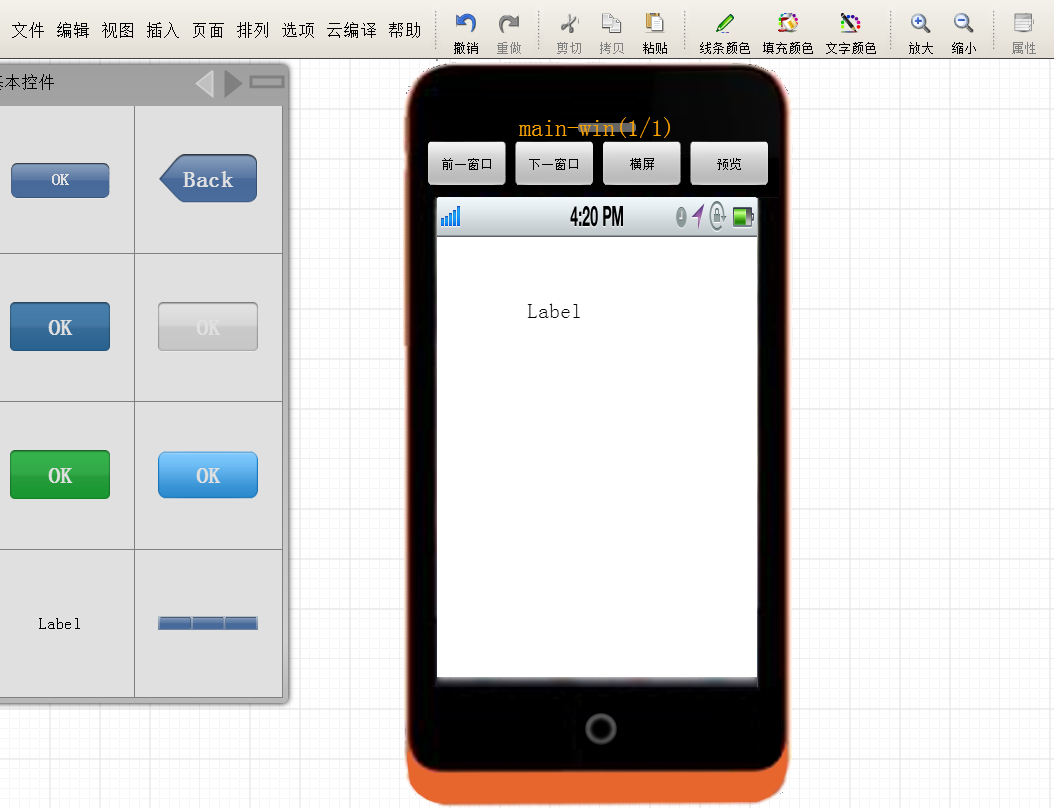 文件 编辑 视图 插入 页面 排列 选项 云编译 帮助
撤销 重做 剪切 拷贝 粘贴 线条颜色 填充颜色 文字颜色 放大 缩小 属性
基本控件
main-win(1/1)
前一窗口 下一窗口 横屏 预览
4:20 PM
OK
Back
Label
OK
OK
OK
OK
Label